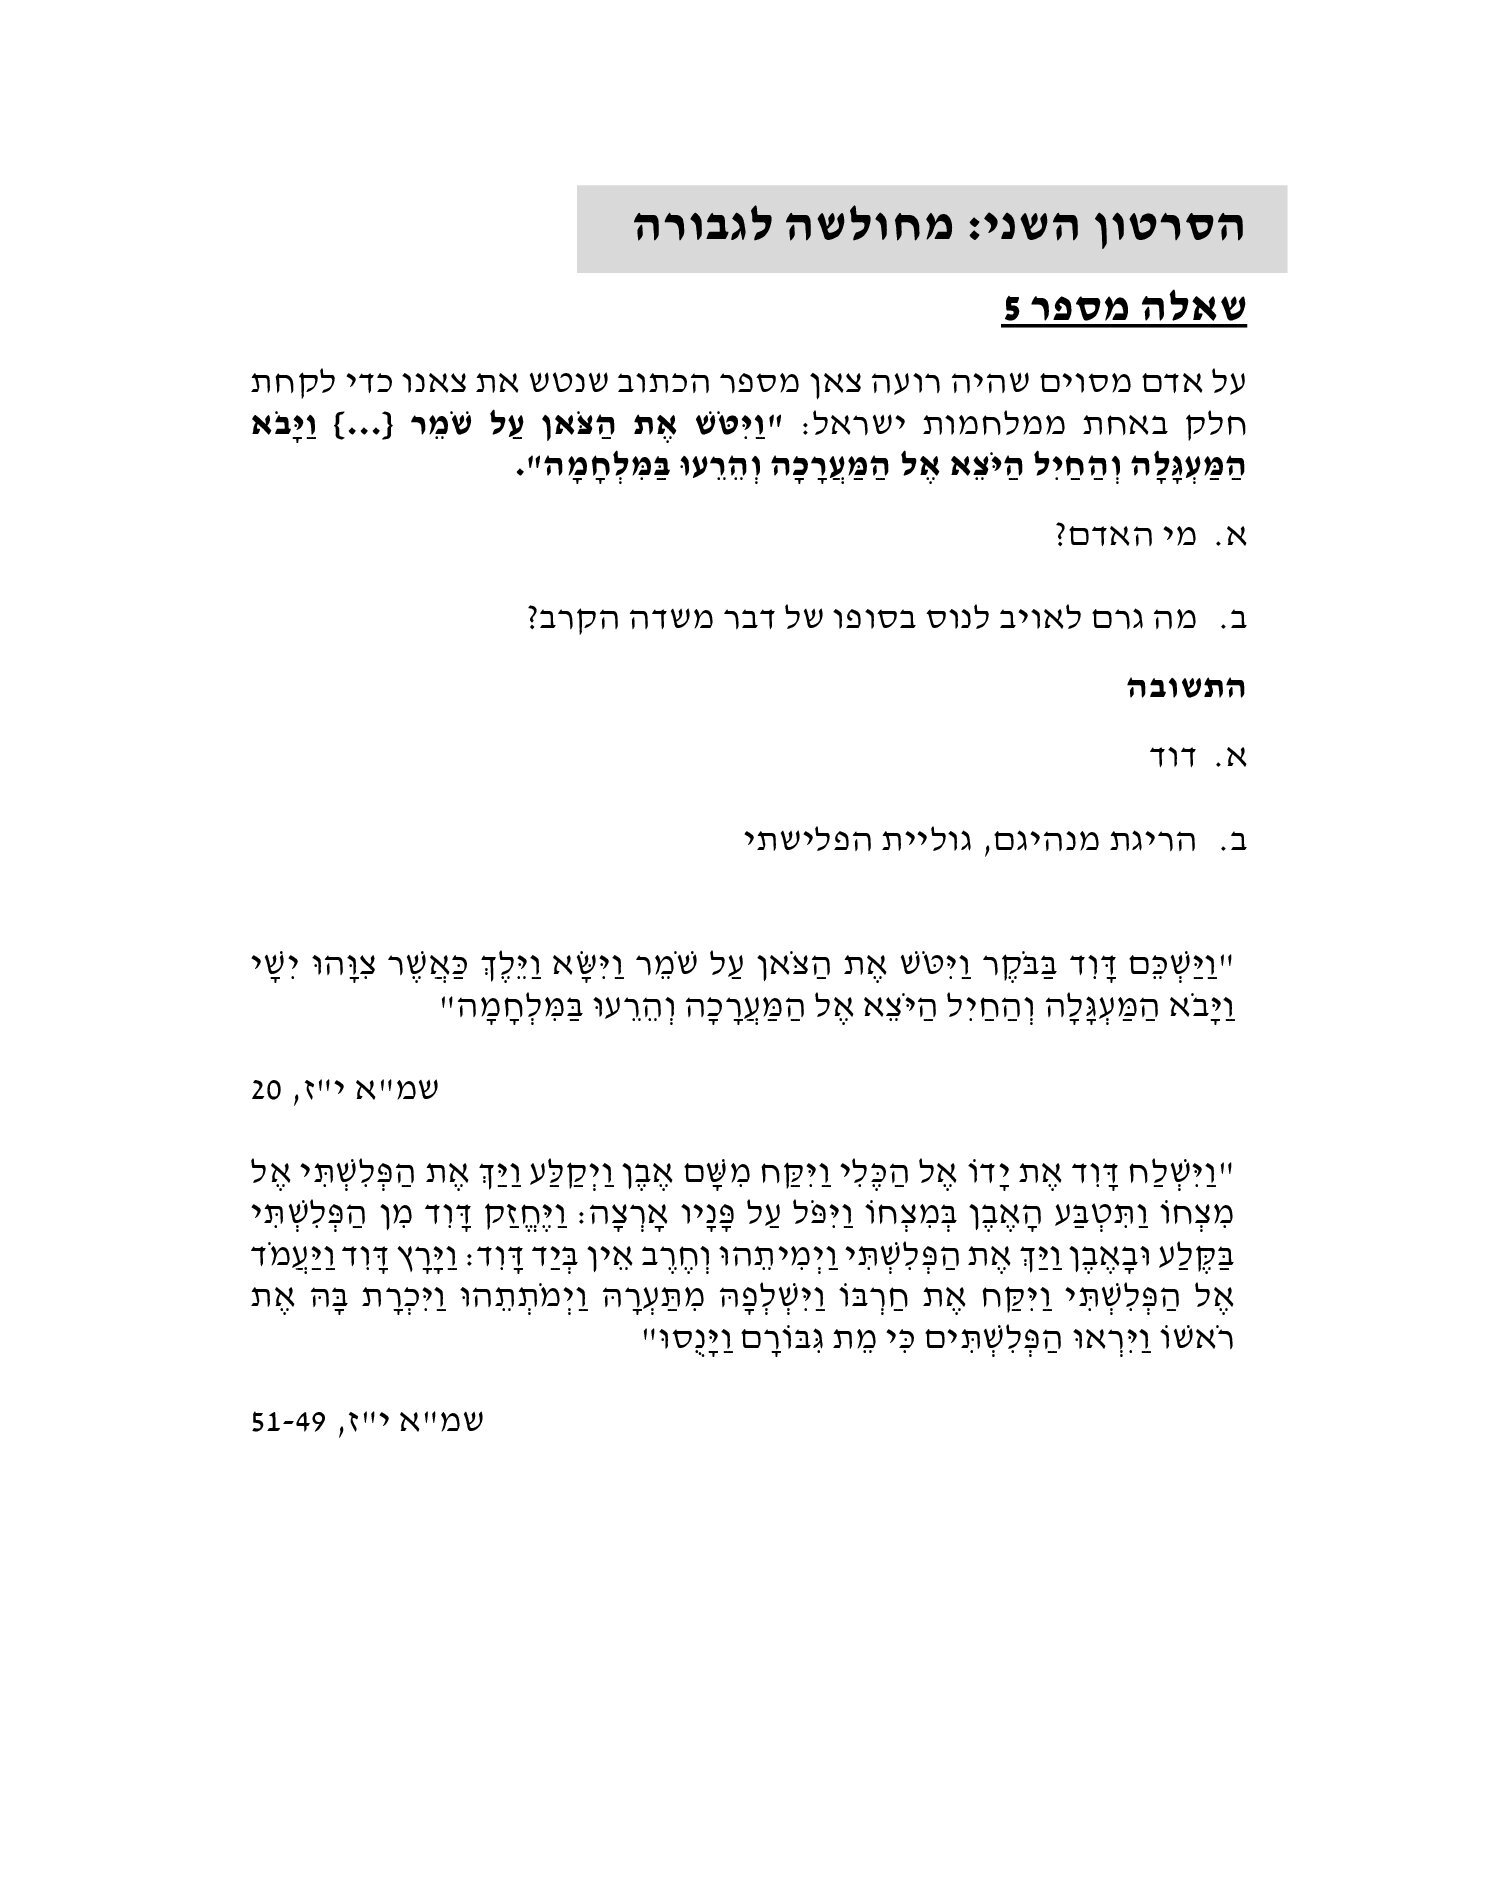 הסרטון השני: מחולשה לגבורה
שאלה מספר 5
על אדם מסוים שהיה רועה צאן מספר הכתוב שנטש את צאנו כדי לקחת
חלק באחת ממלחמות ישראל: "וַיִּטֹּשׁ אֶת הַצֹּאן עַל שֹׁמֵר {...} וַיָּבֹא
הַמַּעְגָּלָה וְהַחַיִל הַיֹּצֵא אֶל הַמַּעֲרָכָה וְהֵרֵעוּ בַּמִּלְחָמָה".
א. מי האדם?
ב. מה גרם לאויב לנוס בסופו של דבר משדה הקרב?
התשובה
א. דוד
ב. הריגת מנהיגם, גוליית הפלישתי
"וַיַּשְׁכֵּם דָּוִד בַּבֹּקֶר וַיִּטֹּשׁ אֶת הַצֹּאן עַל שֹׁמֵר וַיִּשָּׂא וַיֵּלֶךְ כַּאֲשֶׁר צִוָּהוּ יִשָׁי
וַיָּבֹא הַמַּעְגָּלָה וְהַחַיִל הַיֹּצֵא אֶל הַמַּעֲרָכָה וְהֵרֵעוּ בַּמִּלְחָמָה"
שמ"א י"ז, 20
"וַיִּשְׁלַח דָּוִד אֶת יָדוֹ אֶל הַכֶּלִי וַיִּקַּח מִשָּׁם אֶבֶן וַיְקַלַּע וַיַּךְ אֶת הַפְּלִשְׁתִּי אֶל
מִצְחוֹ וַתִּטְבַּע הָאֶבֶן בְּמִצְחוֹ וַיִּפֹּל עַל פָּנָיו אָרְצָה: וַיֶּחֱזַק דָּוִד מִן הַפְּלִשְׁתִּי
בַּקֶּלַע וּבָאֶבֶן וַיַּךְ אֶת הַפְּלִשְׁתִּי וַיְמִיתֵהוּ וְחֶרֶב אֵין בְּיַד דָּוִד: וַיָּרָץ דָּוִד וַיַּעֲמֹד
אֶל הַפְּלִשְׁתִּי וַיִּקַּח אֶת חַרְבּוֹ וַיִּשְׁלְפָהּ מִתַּעְרָהּ וַיְמֹתְתֵהוּ וַיִּכְרָת בָּהּ אֶת
רֹאשׁוֹ וַיִּרְאוּ הַפְּלִשְׁתִּים כִּי מֵת גִּבּוֹרָם וַיָּנֻסוּ"
שמ"א י"ז, 51-49